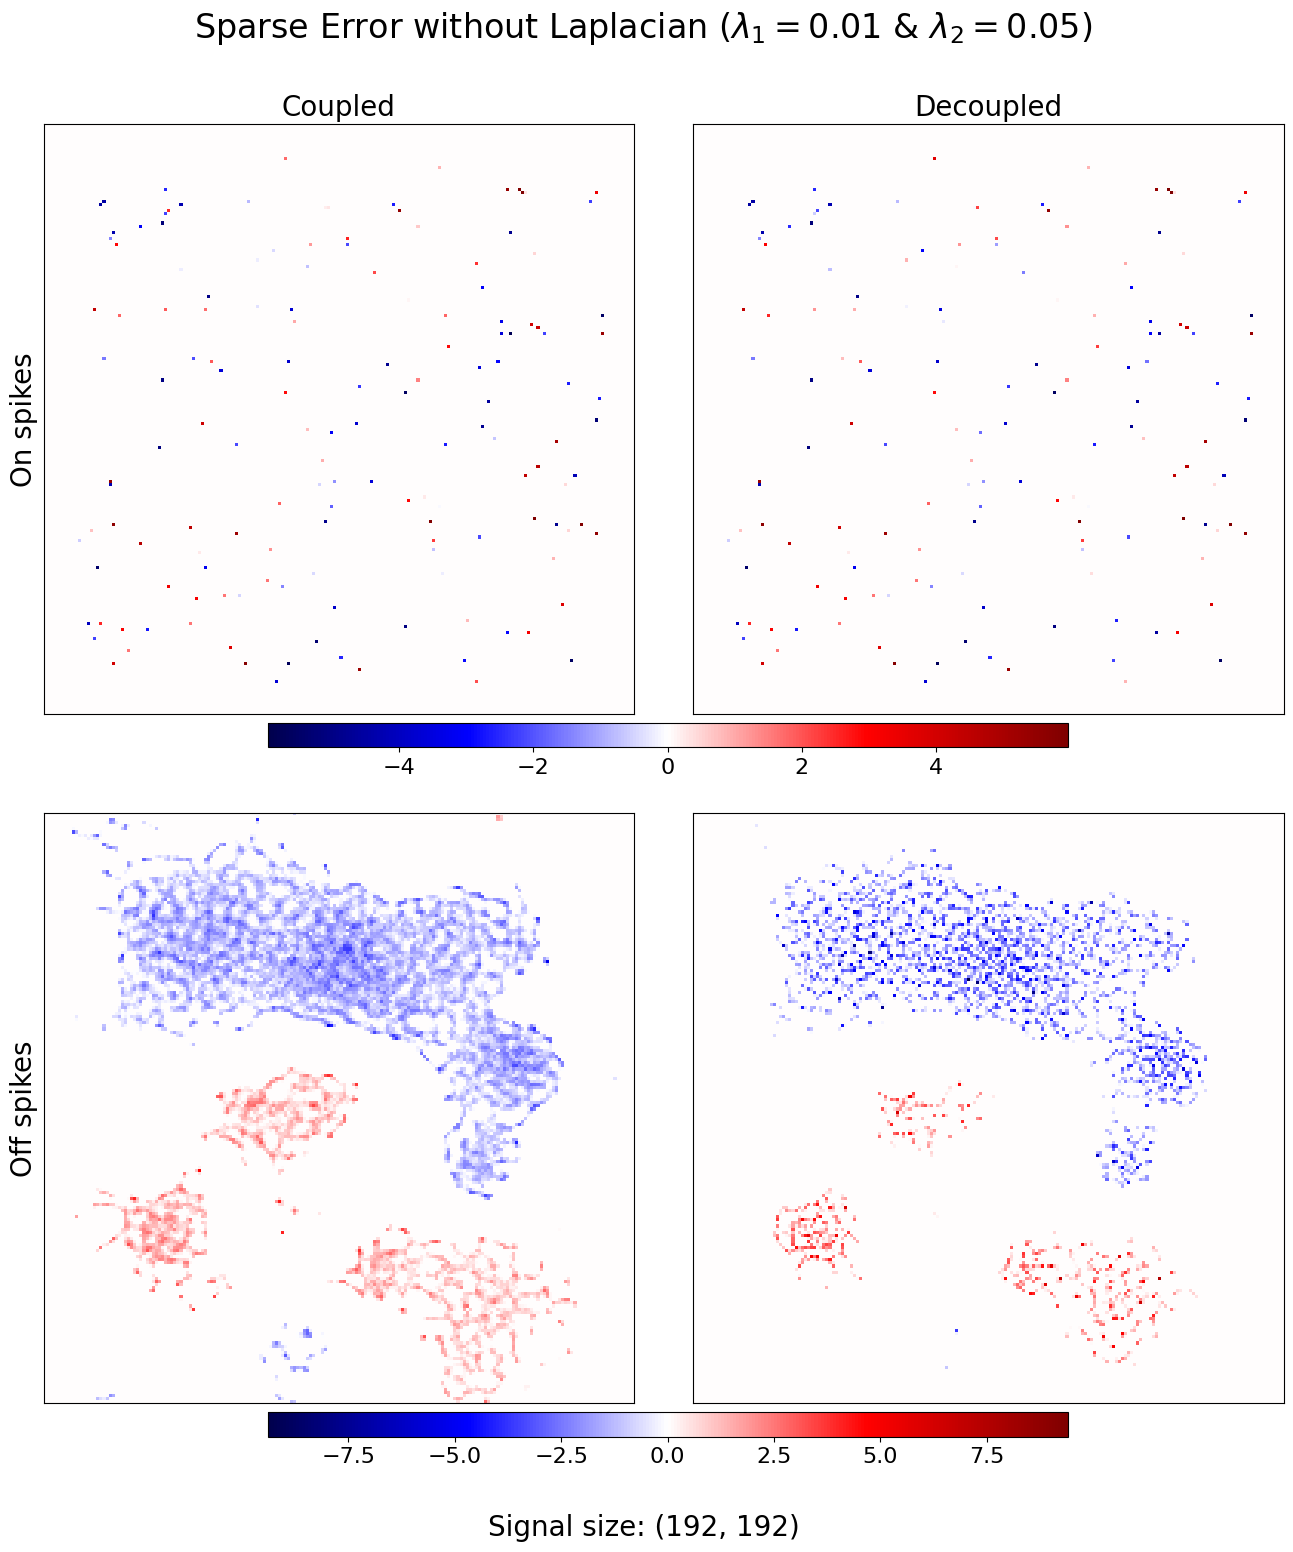 Sparse Error without Laplacian (λ₁ = 0.01 & λ₂ = 0.05)
Coupled
Decoupled
On spikes
−4 −2 0 2 4
Off spikes
−7.5 −5.0 −2.5 0.0 2.5 5.0 7.5
Signal size: (192, 192)